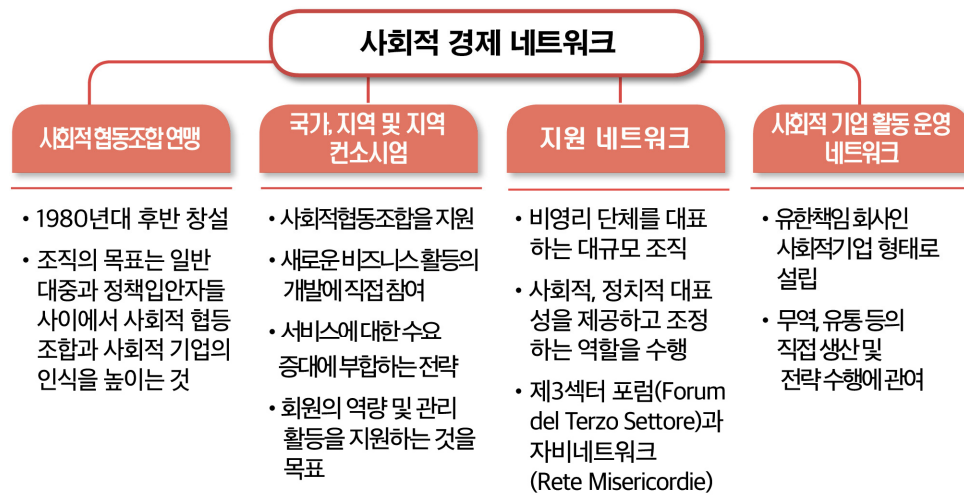 사회적 경제 네트워크
사회적 협동조합 연맹
• 1980년대 후반 창설
• 조직의 목표는 일반
대중과 정책입안자들
사이에서 사회적 협등
조합과 사회적 기업의
인식을 높이는 것
국가, 지역 및 지역
컨소시엄
• 사회적협동조합을 지원
• 새로운 비즈니스 활등의
개발에 직접 참여
• 서비스에 대한 수요
증대에 부합하는 전략
• 회원의 역량 및 관리
활등을 지원하는 것을
목표
지원 네트워크
• 비영리 단체를 대표
하는 대규모 조직
• 사회적, 정치적 대표
성을 제공하고 조정
하는 역할을 수행
• 제3섹터 포럼(Forum
del Terzo Settore)과
자비네트워크
(Rete Misericordie)
사회적 기업 활동 운영
네트워크
• 유한책임 회사인
사회적기업 형태로
설립
• 무역, 유통 등의
직접 생산 및
전략 수행에 관여